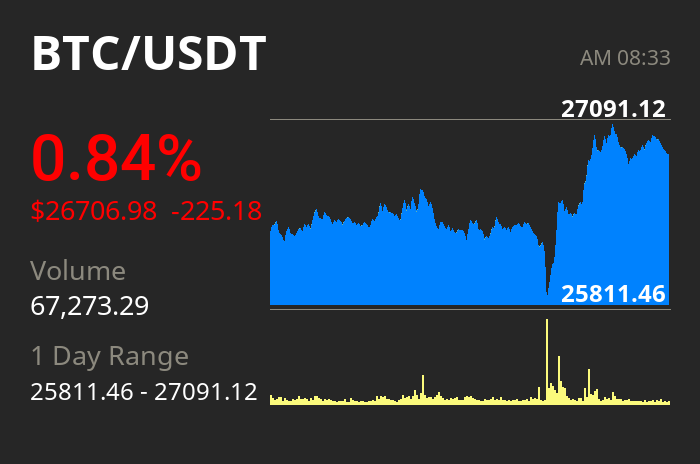 BTC/USDT
AM 08:33
27091.12
0.84%
$26706.98 -225.18
Volume
67,273.29
25811.46
1 Day Range
25811.46 - 27091.12